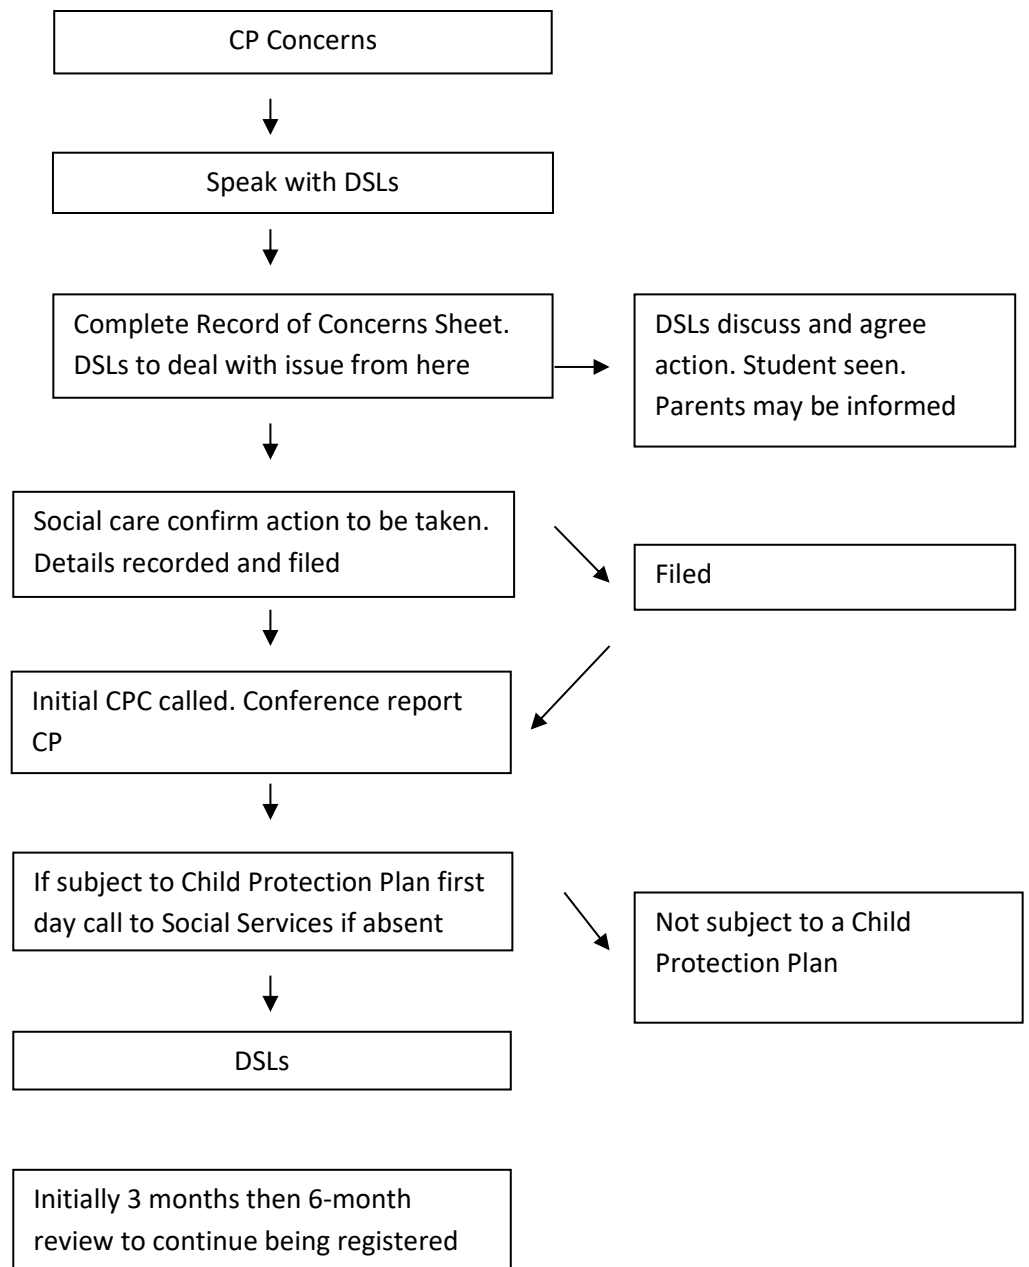 CP Concerns
Speak with DSLs
Complete Record of Concerns Sheet.
DSLs to deal with issue from here
DSLs discuss and agree
action. Student seen.
Parents may be informed
Social care confirm action to be taken.
Details recorded and filed
Filed
Initial CPC called. Conference report
CP
If subject to Child Protection Plan first
day call to Social Services if absent
Not subject to a Child
Protection Plan
DSLs
Initially 3 months then 6-month
review to continue being registered